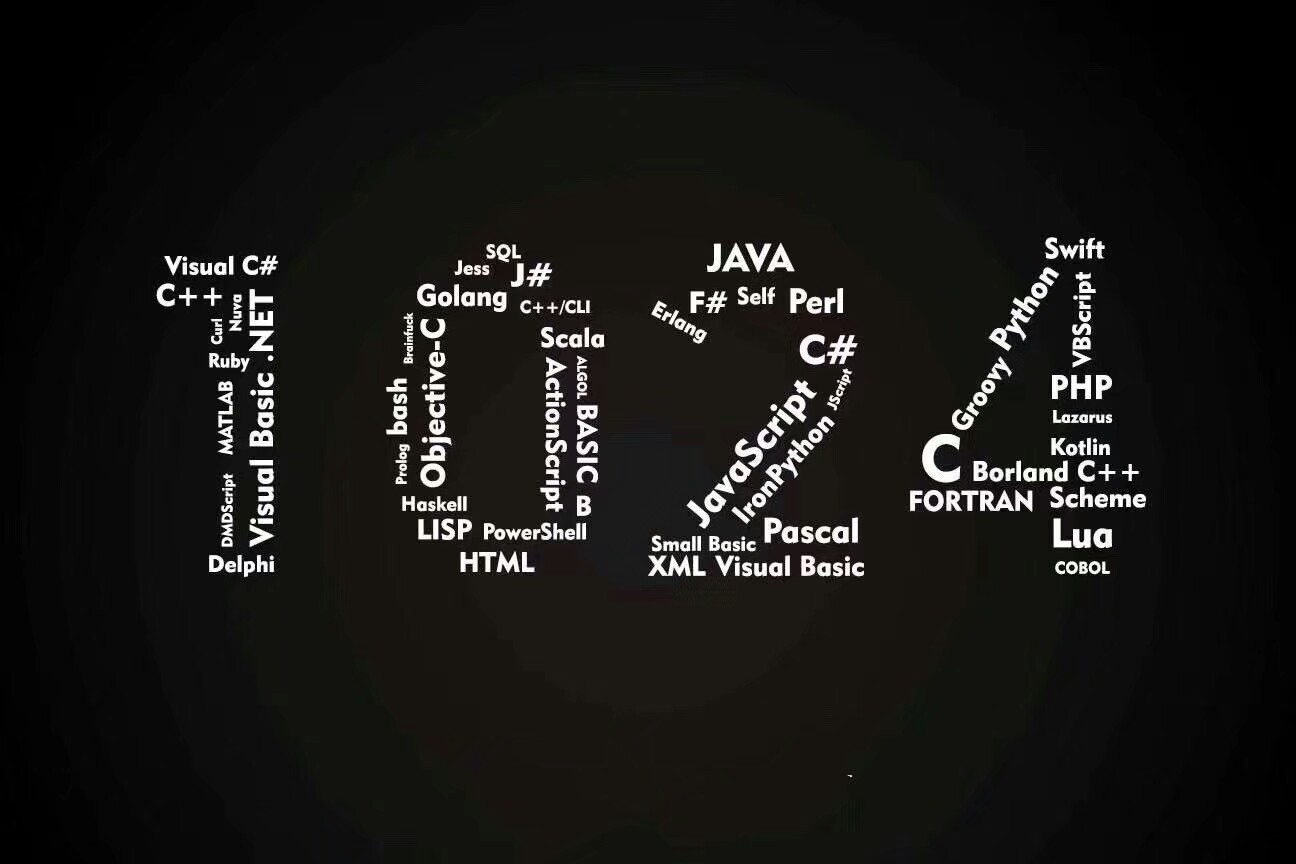 Visual C#
C++
Nuva
Curl
Ruby
Visual Basic .NET
MATLAB
DMDScript
Delphi
SQL
Jess
J#
Golang
C++/CLI
Brainfuck
Objective-C
bash
Prolog
Scala
ALGOL
ActionScript
BASIC
B
Haskell
LISP
PowerShell
HTML
JAVA
Erlang
F#
Self
Perl
C#
JScript
JavaScript
IronPython
Small Basic
Pascal
XML
Visual Basic
Swift
Python
VBScript
Groovy
PHP
Lazarus
C
Kotlin
Borland C++
FORTRAN
Scheme
Lua
COBOL